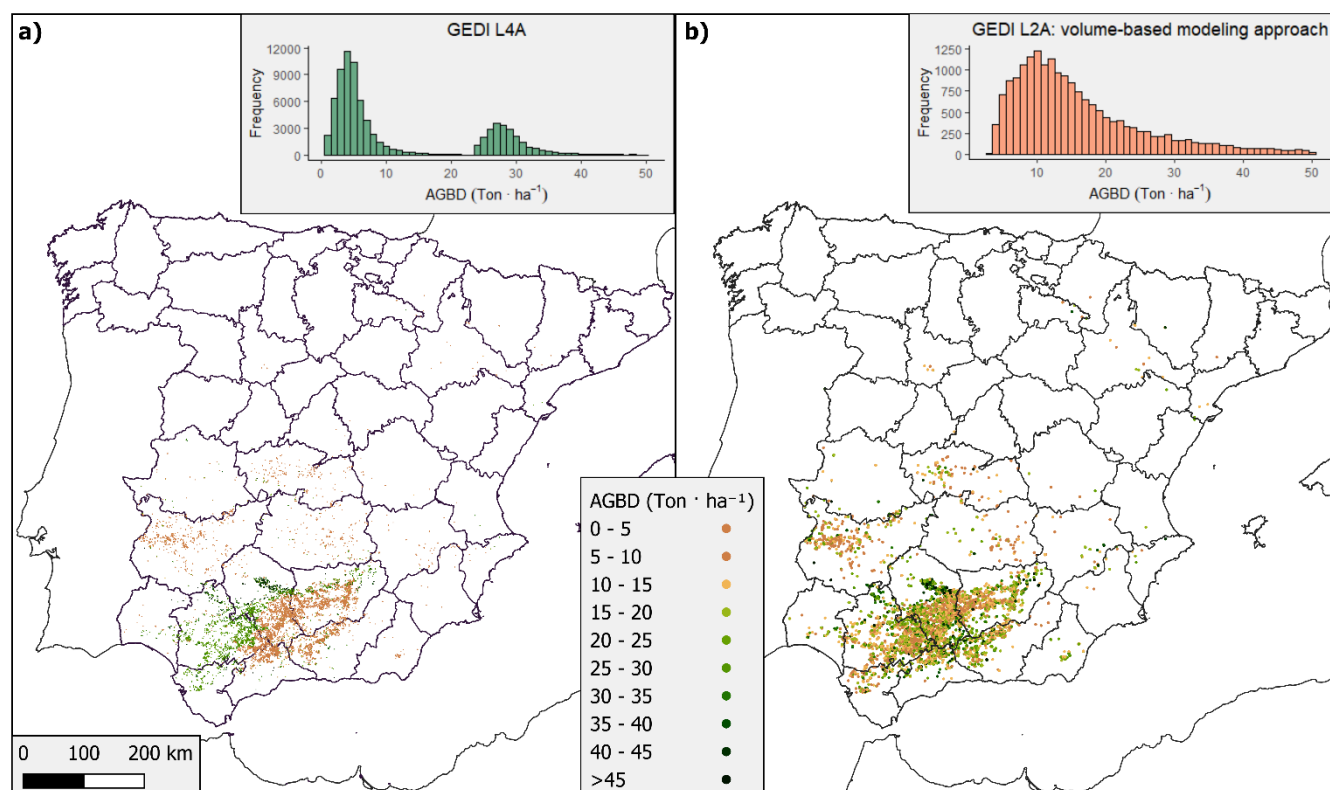 a)
GEDI L4A
12000
9000
6000
3000
0
Frequency
0 10 20 30 40 50
AGBD (Ton · ha⁻¹)
b)
GEDI L2A: volume-based modeling approach
1250
1000
750
500
250
0
Frequency
10 20 30 40 50
AGBD (Ton · ha⁻¹)
AGBD (Ton · ha⁻¹)
0 - 5
5 - 10
10 - 15
15 - 20
20 - 25
25 - 30
30 - 35
35 - 40
40 - 45
>45
0 100 200 km